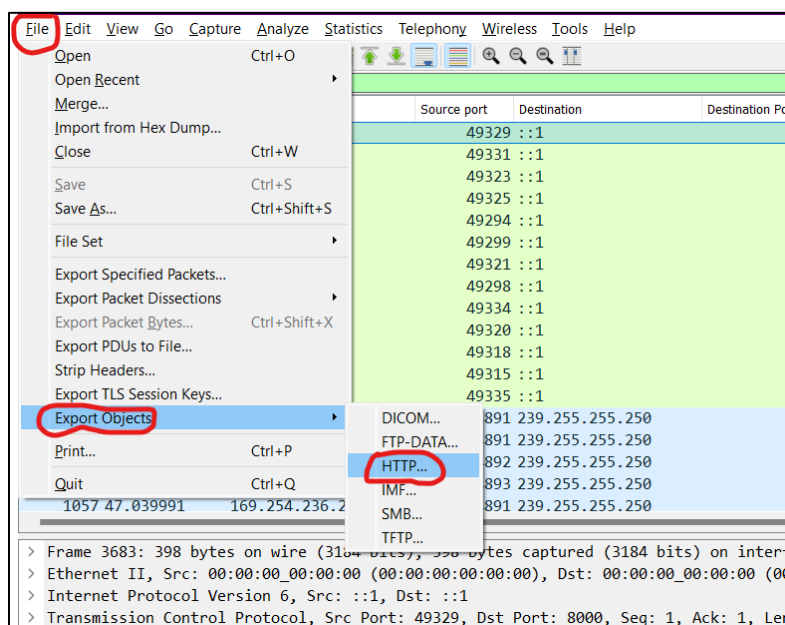 File Edit View Go Capture Analyze Statistics Telephony Wireless Tools Help
Open Ctrl+O
Open Recent
Merge...
Import from Hex Dump...
Close Ctrl+W
Save Ctrl+S
Save As... Ctrl+Shift+S
File Set
Export Specified Packets...
Export Packet Dissections
Export Packet Bytes... Ctrl+Shift+X
Export PDUs to File...
Strip Headers...
Export TLS Session Keys...
Export Objects
Print... Ctrl+P
Quit Ctrl+Q
DICOM...
FTP-DATA...
HTTP...
IMF...
SMB...
TFTP...
Source port Destination Destination Po
49329 ::1
49331 ::1
49323 ::1
49325 ::1
49294 ::1
49299 ::1
49321 ::1
49298 ::1
49334 ::1
49320 ::1
49318 ::1
49315 ::1
49335 ::1
891 239.255.255.250
891 239.255.255.250
892 239.255.255.250
893 239.255.255.250
1057 47.039991 169.254.236.2 891 239.255.255.250
> Frame 3683: 398 bytes on wire (3184 bits), 398 bytes captured (3184 bits) on inter
> Ethernet II, Src: 00:00:00_00:00:00 (00:00:00:00:00:00), Dst: 00:00:00_00:00:00 (00
> Internet Protocol Version 6, Src: ::1, Dst: ::1
> Transmission Control Protocol, Src Port: 49329, Dst Port: 8000, Seq: 1, Ack: 1, Len